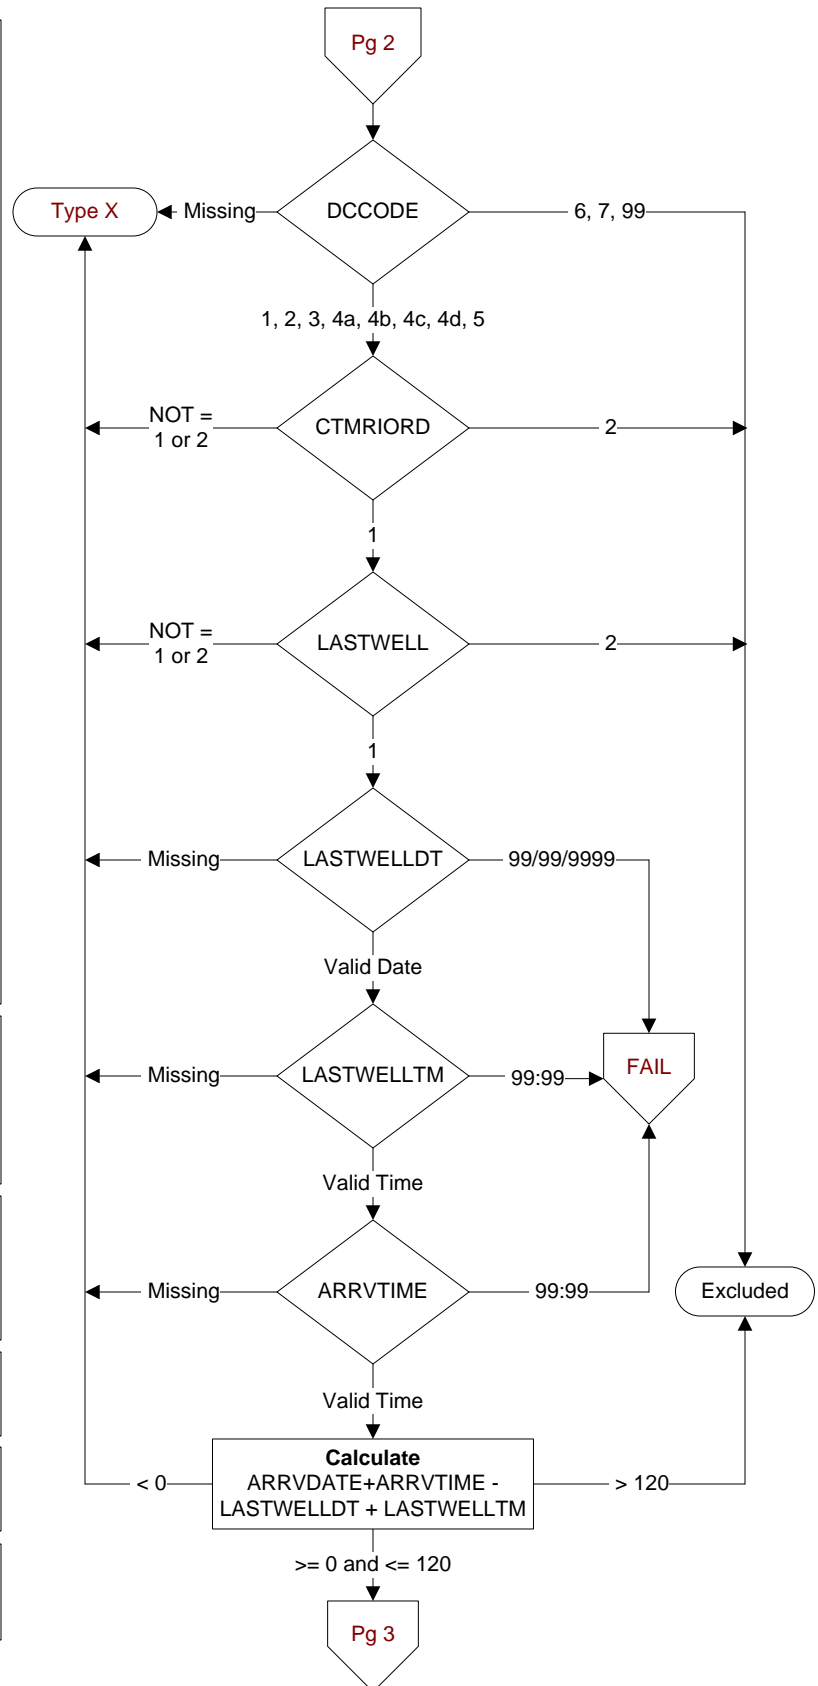 Pg 2
DCCODE
Type X
Missing
6, 7, 99
1, 2, 3, 4a, 4b, 4c, 4d, 5
NOT =
1 or 2
CTMRIORD
2
1
NOT =
1 or 2
LASTWELL
2
1
Missing
LASTWELLDT
99/99/9999
Valid Date
Missing
LASTWELLTM
99:99
FAIL
Valid Time
Missing
ARRVTIME
99:99
Excluded
Valid Time
Calculate
ARRVDATE+ARRVTIME -
LASTWELLDT + LASTWELLTM
< 0
> 120
>= 0 and <= 120
Pg 3